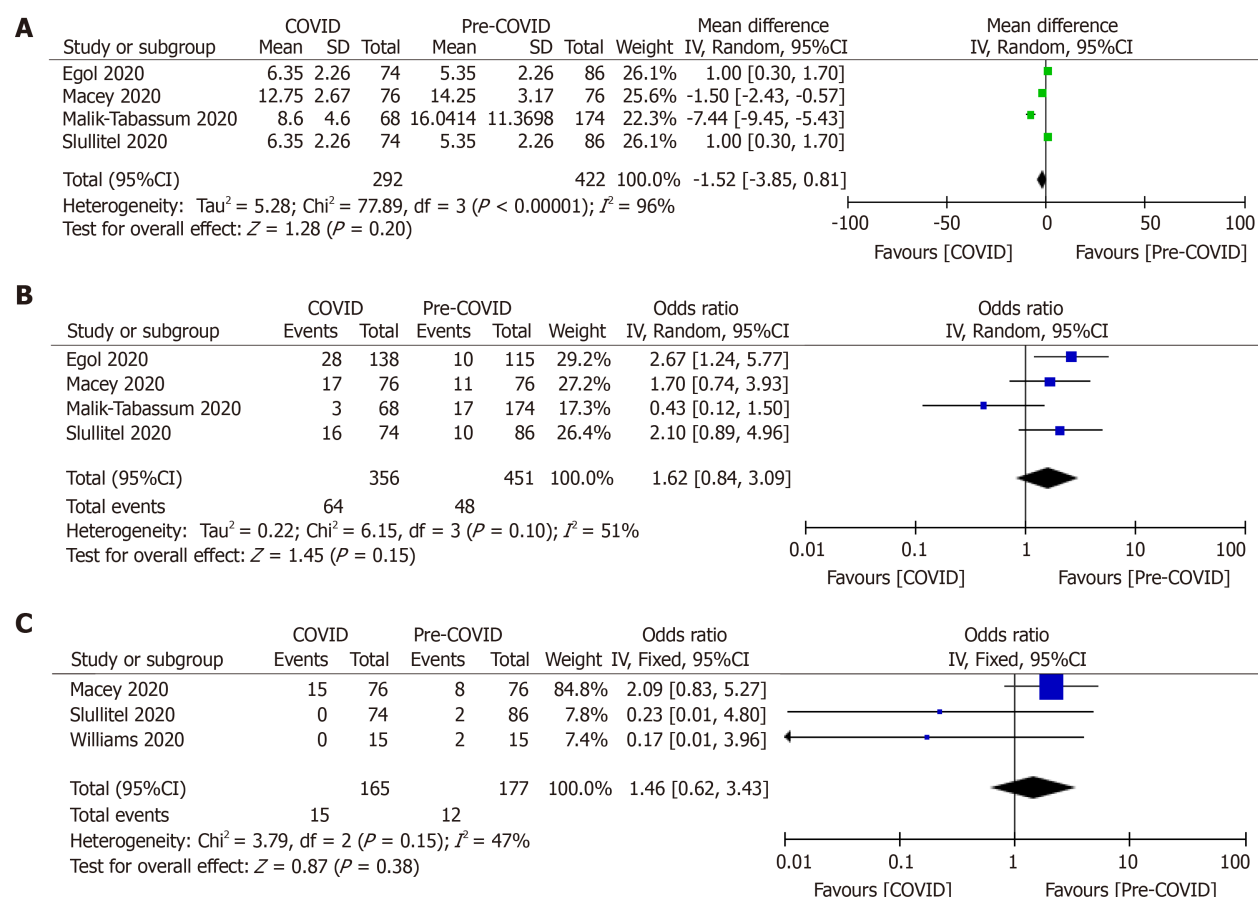 A
COVID Pre-COVID Mean difference Mean difference
Study or subgroup Mean SD Total Mean SD Total Weight IV, Random, 95%CI IV, Random, 95%CI
Egol 2020 6.35 2.26 74 5.35 2.26 86 26.1% 1.00 [0.30, 1.70]
Macey 2020 12.75 2.67 76 14.25 3.17 76 25.6% -1.50 [-2.43, -0.57]
Malik-Tabassum 2020 8.6 4.6 68 16.0414 11.3698 174 22.3% -7.44 [-9.45, -5.43]
Slullitel 2020 6.35 2.26 74 5.35 2.26 86 26.1% 1.00 [0.30, 1.70]
Total (95%CI) 292 422 100.0% -1.52 [-3.85, 0.81]
Heterogeneity: Tau² = 5.28; Chi² = 77.89, df = 3 (P < 0.00001); I² = 96%
Test for overall effect: Z = 1.28 (P = 0.20)
-100 -50 0 50 100
Favours [COVID] Favours [Pre-COVID]
B
COVID Pre-COVID Odds ratio Odds ratio
Study or subgroup Events Total Events Total Weight IV, Random, 95%CI IV, Random, 95%CI
Egol 2020 28 138 10 115 29.2% 2.67 [1.24, 5.77]
Macey 2020 17 76 11 76 27.2% 1.70 [0.74, 3.93]
Malik-Tabassum 2020 3 68 17 174 17.3% 0.43 [0.12, 1.50]
Slullitel 2020 16 74 10 86 26.4% 2.10 [0.89, 4.96]
Total (95%CI) 356 451 100.0% 1.62 [0.84, 3.09]
Total events 64 48
Heterogeneity: Tau² = 0.22; Chi² = 6.15, df = 3 (P = 0.10); I² = 51%
Test for overall effect: Z = 1.45 (P = 0.15)
0.01 0.1 1 10 100
Favours [COVID] Favours [Pre-COVID]
C
COVID Pre-COVID Odds ratio Odds ratio
Study or subgroup Events Total Events Total Weight IV, Fixed, 95%CI IV, Fixed, 95%CI
Macey 2020 15 76 8 76 84.8% 2.09 [0.83, 5.27]
Slullitel 2020 0 74 2 86 7.8% 0.23 [0.01, 4.80]
Williams 2020 0 15 2 15 7.4% 0.17 [0.01, 3.96]
Total (95%CI) 165 177 100.0% 1.46 [0.62, 3.43]
Total events 15 12
Heterogeneity: Chi² = 3.79, df = 2 (P = 0.15); I² = 47%
Test for overall effect: Z = 0.87 (P = 0.38)
0.01 0.1 1 10 100
Favours [COVID] Favours [Pre-COVID]